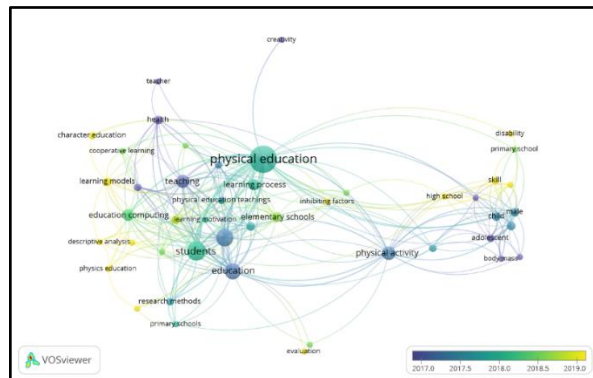 creativity
teacher
health
character education
disability
cooperative learning
primary school
physical education
learning models
teaching
learning process
skill
physical education teachings
inhibiting factors
high school
education computing
learning motivation
elementary schools
child
male
descriptive analysis
students
adolescent
physical activity
body mass
physics education
education
research methods
primary schools
evaluation
VOSviewer
2017.0 2017.5 2018.0 2018.5 2019.0